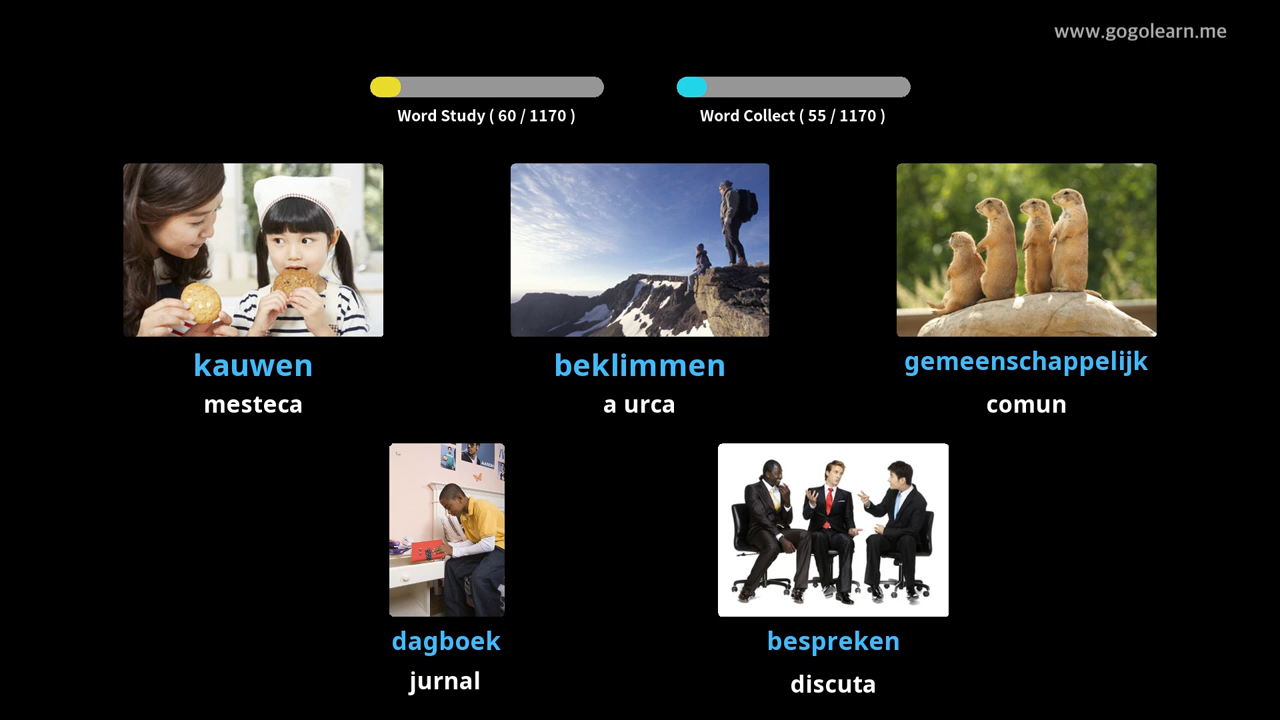 www.gogolearn.me
Word Study ( 60 / 1170 )
Word Collect ( 55 / 1170 )
kauwen
mesteca
beklimmen
a urca
gemeenschappelijk
comun
dagboek
jurnal
bespreken
discuta